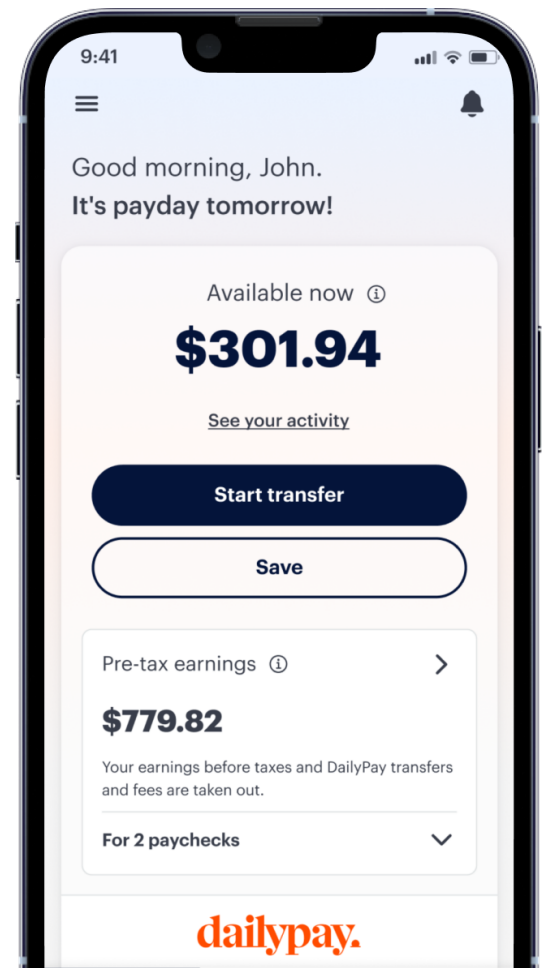 9:41
Good morning, John.
It's payday tomorrow!
Available now
$301.94
See your activity
Start transfer
Save
Pre-tax earnings
$779.82
Your earnings before taxes and DailyPay transfers
and fees are taken out.
For 2 paychecks
dailypay.